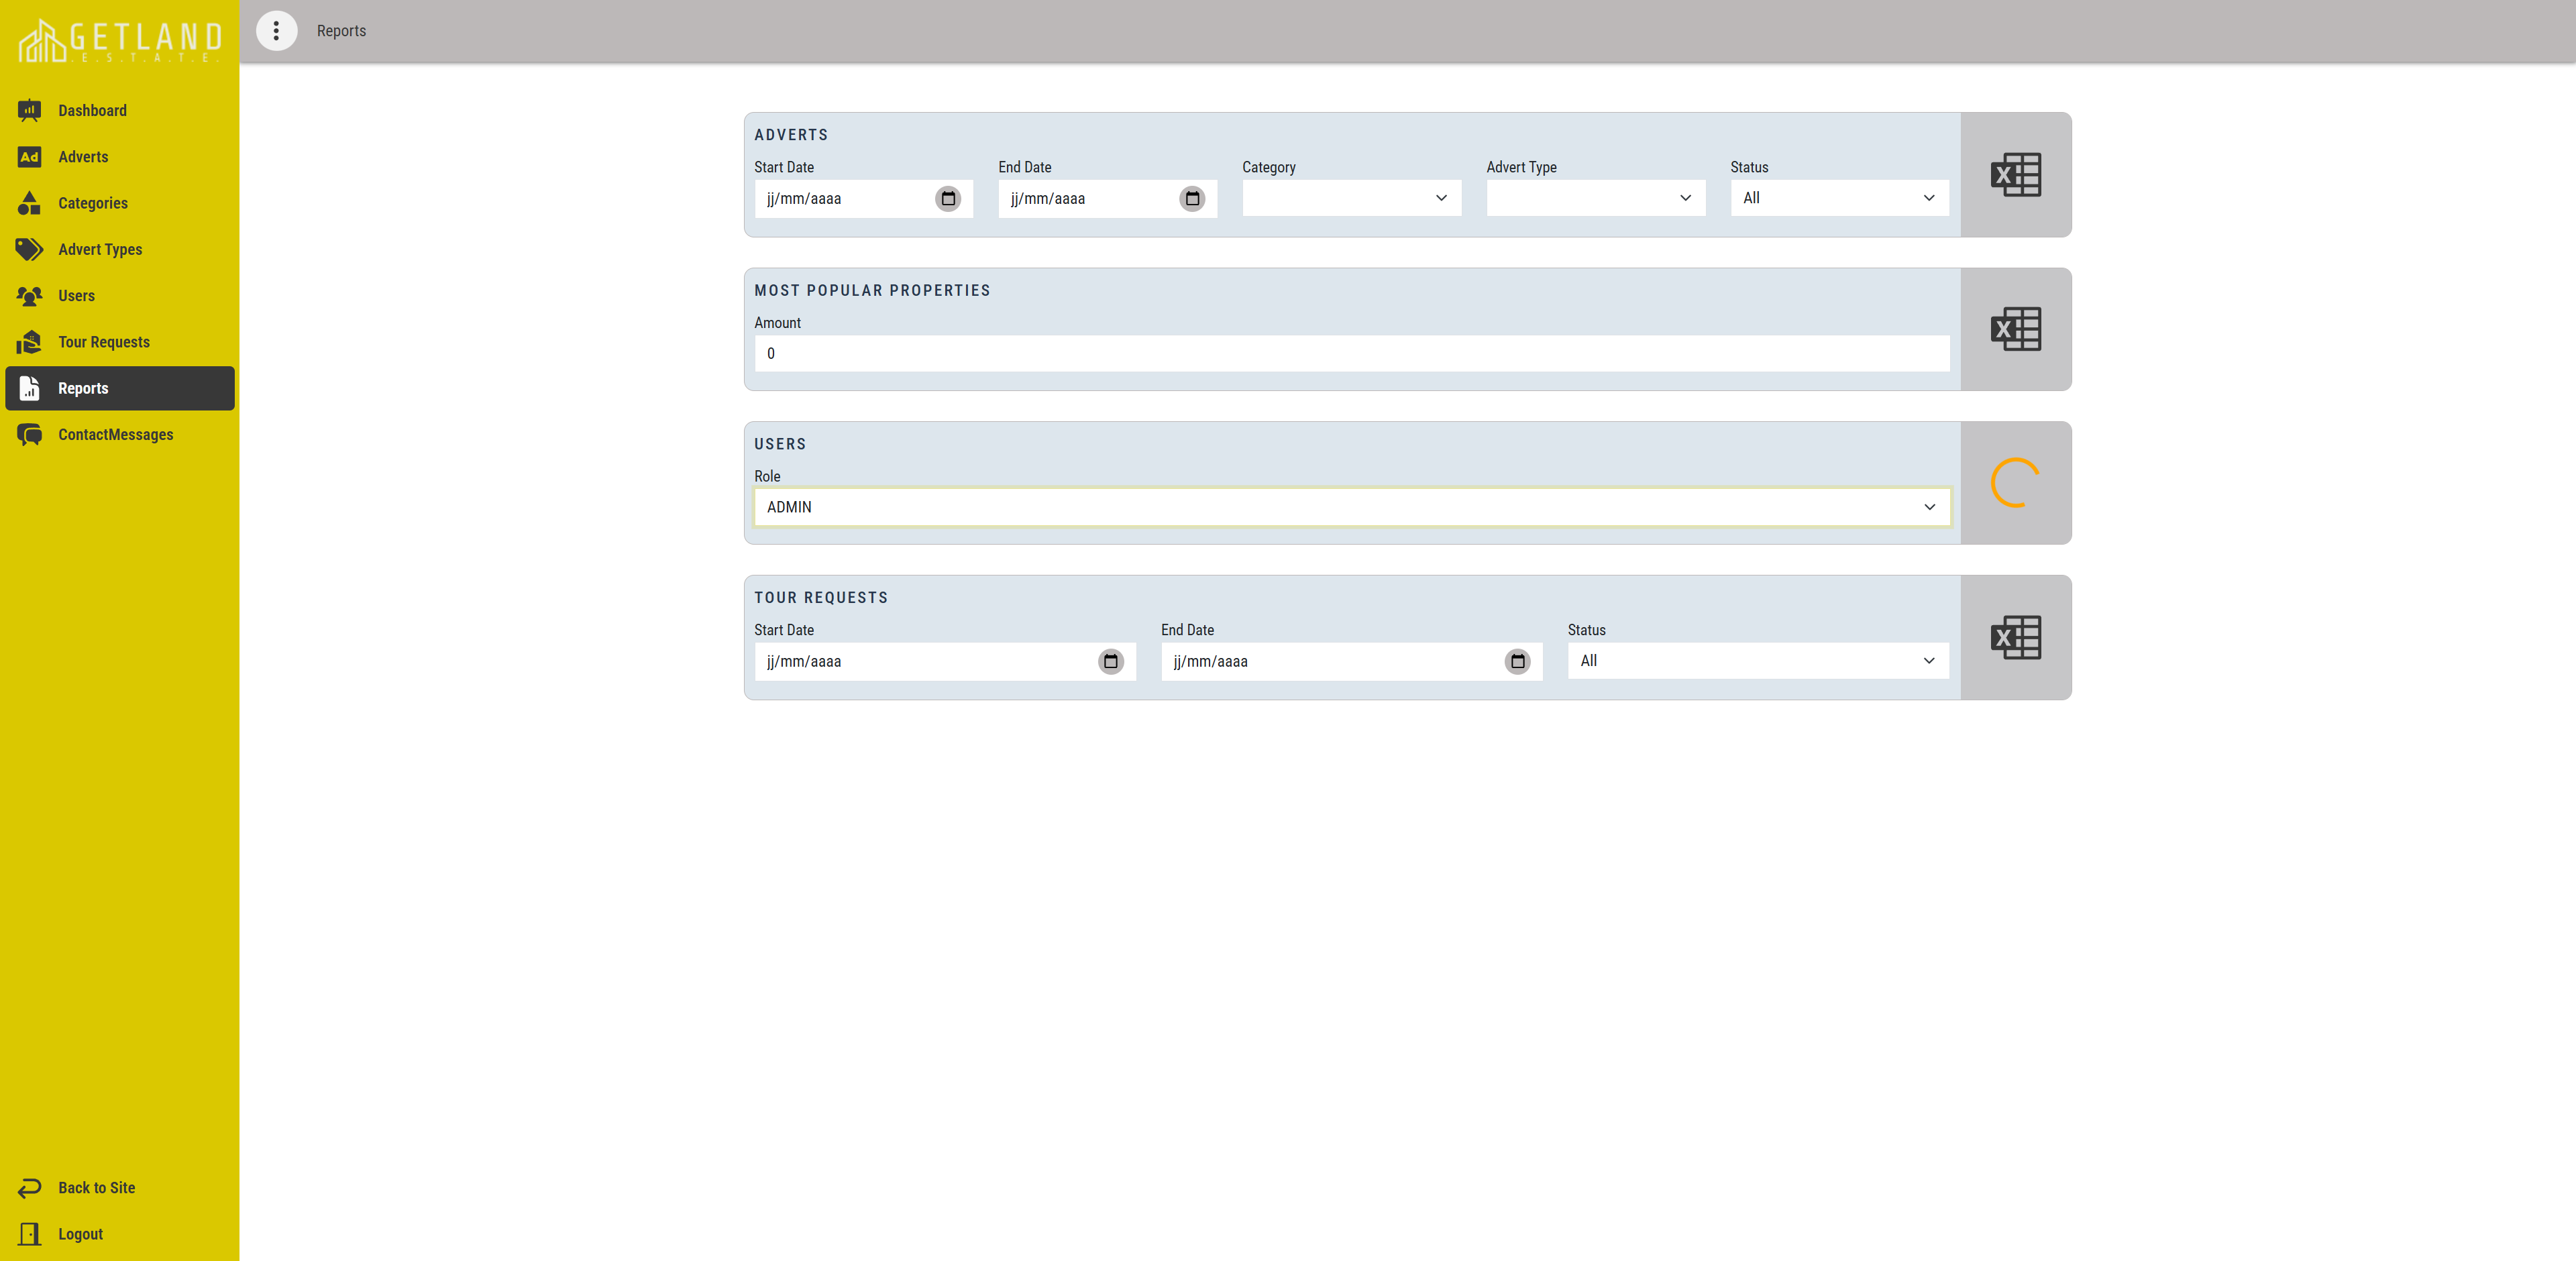 GETLAND
.E.S.T.A.T.E.
Reports
Dashboard
Ad
Adverts
Categories
Advert Types
Users
Tour Requests
Reports
ContactMessages
Back to Site
Logout
ADVERTS
Start Date
End Date
Category
Advert Type
Status
jj/mm/aaaa
jj/mm/aaaa
All
X
MOST POPULAR PROPERTIES
Amount
0
X
USERS
Role
ADMIN
TOUR REQUESTS
Start Date
End Date
Status
jj/mm/aaaa
jj/mm/aaaa
All
X